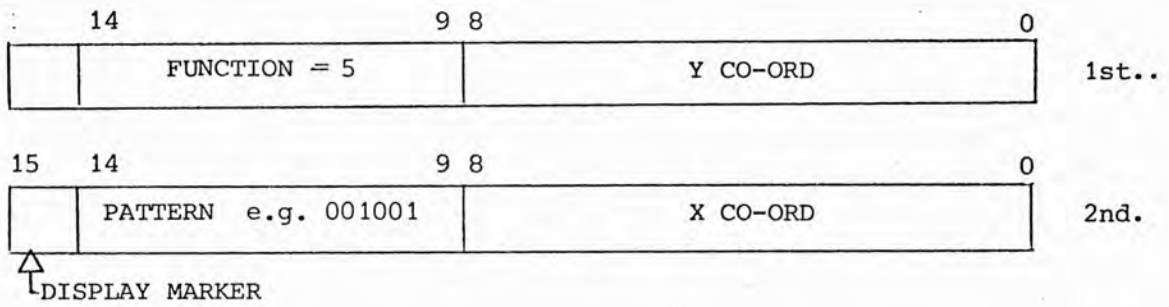 14 9 8 0
FUNCTION = 5 Y CO-ORD 1st..
15 14 9 8 0
PATTERN e.g. 001001 X CO-ORD 2nd.
DISPLAY MARKER